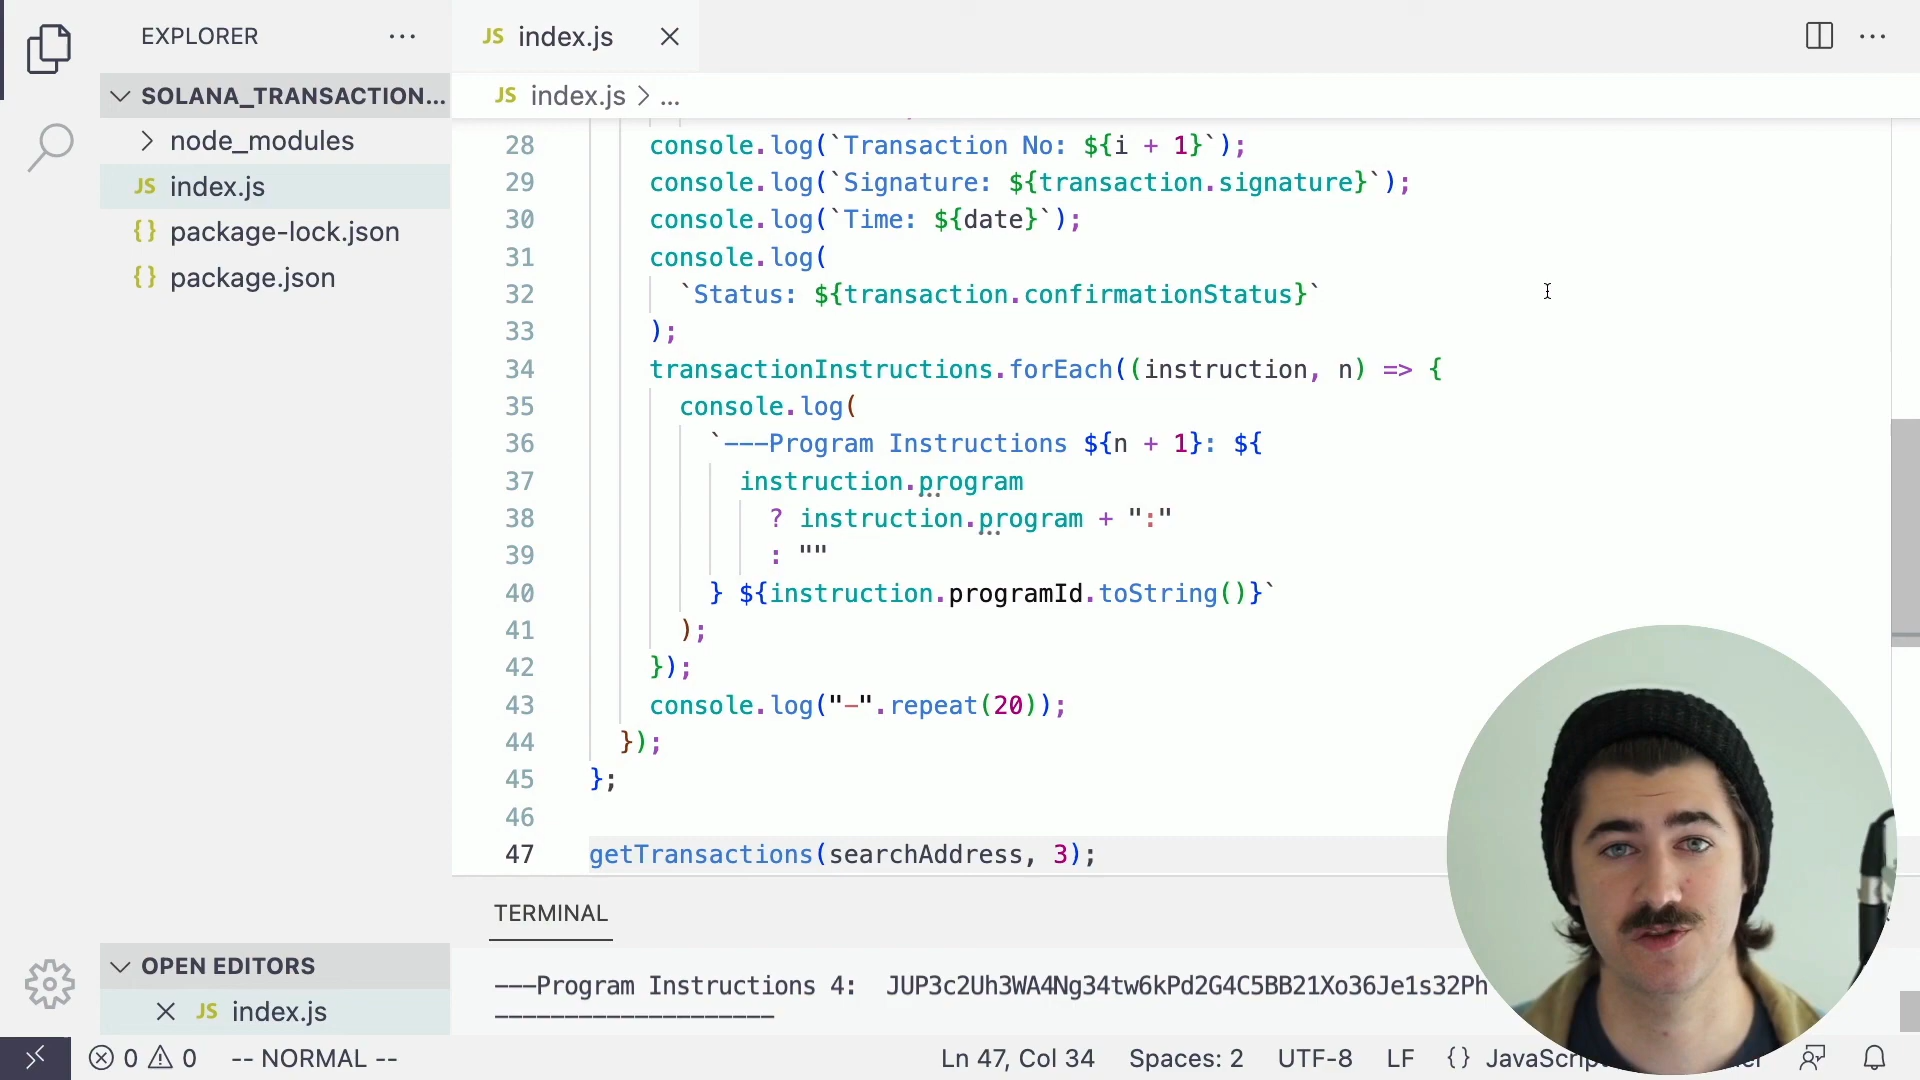 EXPLORER
JS index.js
SOLANA_TRANSACTION...
node_modules
JS index.js
{} package-lock.json
{} package.json
OPEN EDITORS
JS index.js
JS index.js > ...
28 console.log(`Transaction No: ${i + 1}`);
29 console.log(`Signature: ${transaction.signature}`);
30 console.log(`Time: ${date}`);
31 console.log(
32 `Status: ${transaction.confirmationStatus}`
33 );
34 transactionInstructions.forEach((instruction, n) => {
35 console.log(
36 `---Program Instructions ${n + 1}: ${
37 instruction.program
38 ? instruction.program + ":"
39 : ""
40 } ${instruction.programId.toString()}`
41 );
42 });
43 console.log("-".repeat(20));
44 });
45 };
46
47 getTransactions(searchAddress, 3);
TERMINAL
---Program Instructions 4:  JUP3c2Uh3WA4Ng34tw6kPd2G4C5BB21Xo36Je1s32Ph
--------------------
0 0 -- NORMAL -- Ln 47, Col 34 Spaces: 2 UTF-8 LF {}